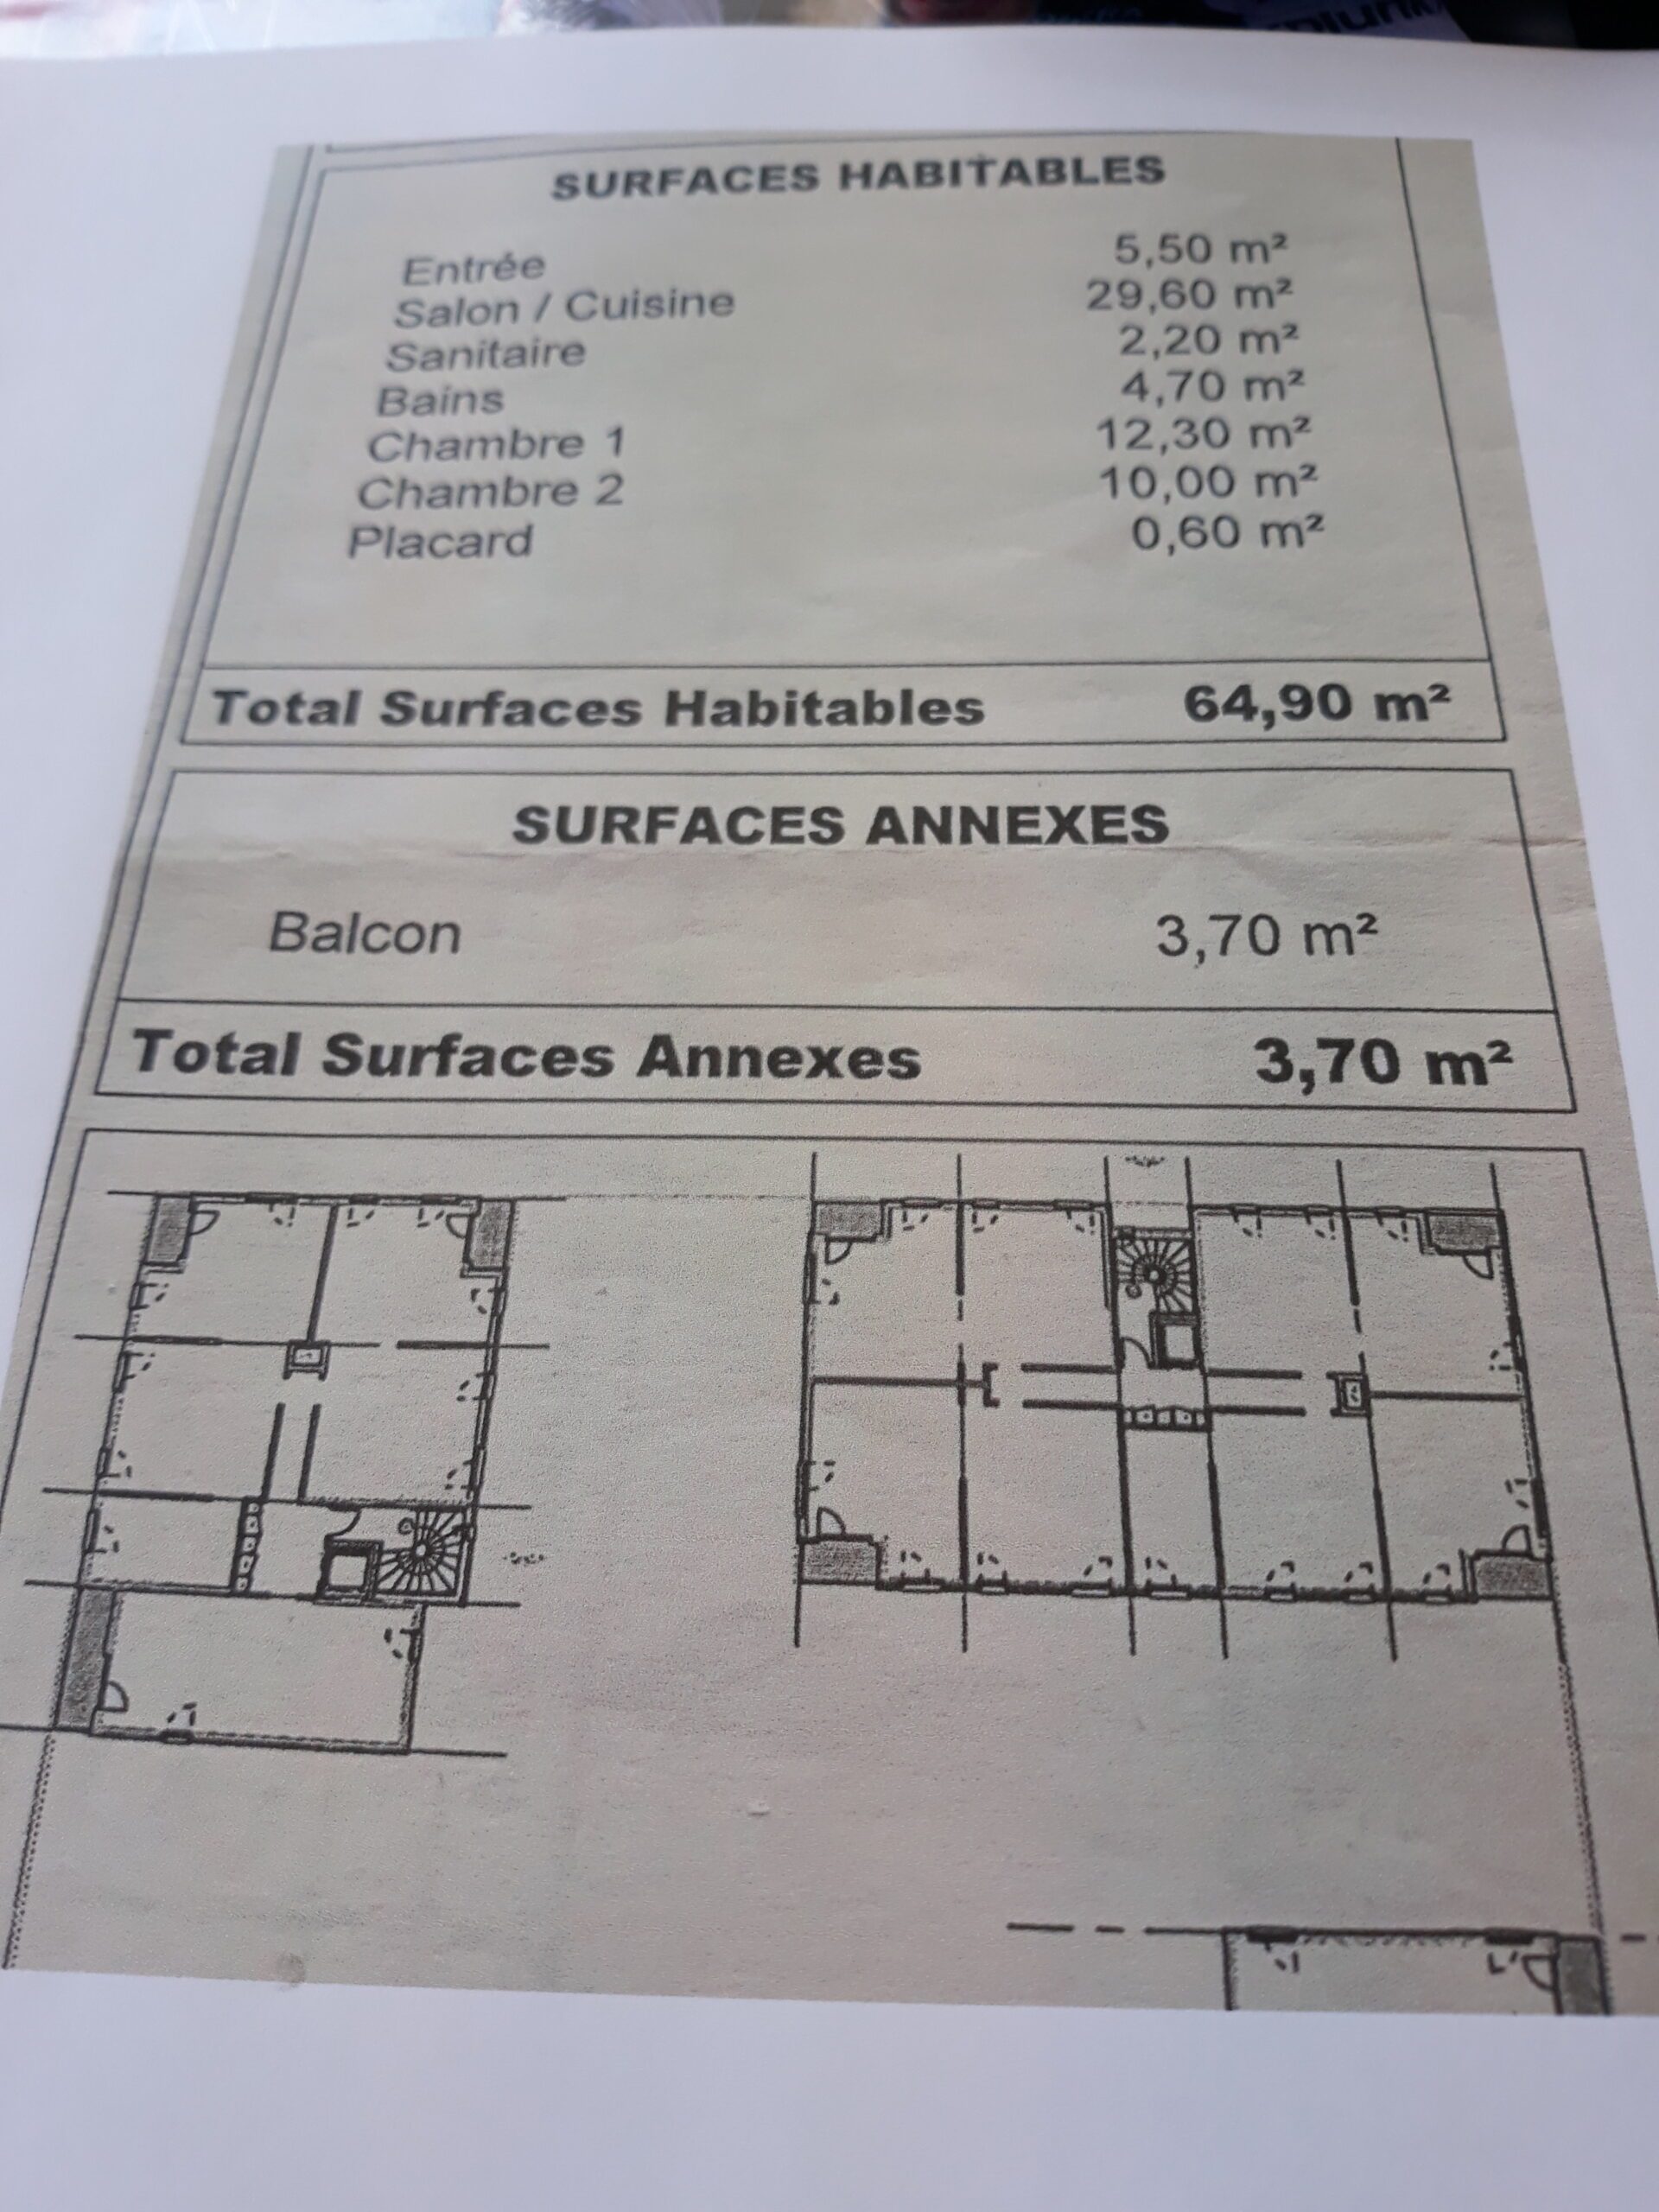 SURFACES HABITABLES
Entrée 5,50 m²
Salon / Cuisine 29,60 m²
Sanitaire 2,20 m²
Bains 4,70 m²
Chambre 1 12,30 m²
Chambre 2 10,00 m²
Placard 0,60 m²
Total Surfaces Habitables 64,90 m²
SURFACES ANNEXES
Balcon 3,70 m²
Total Surfaces Annexes 3,70 m²